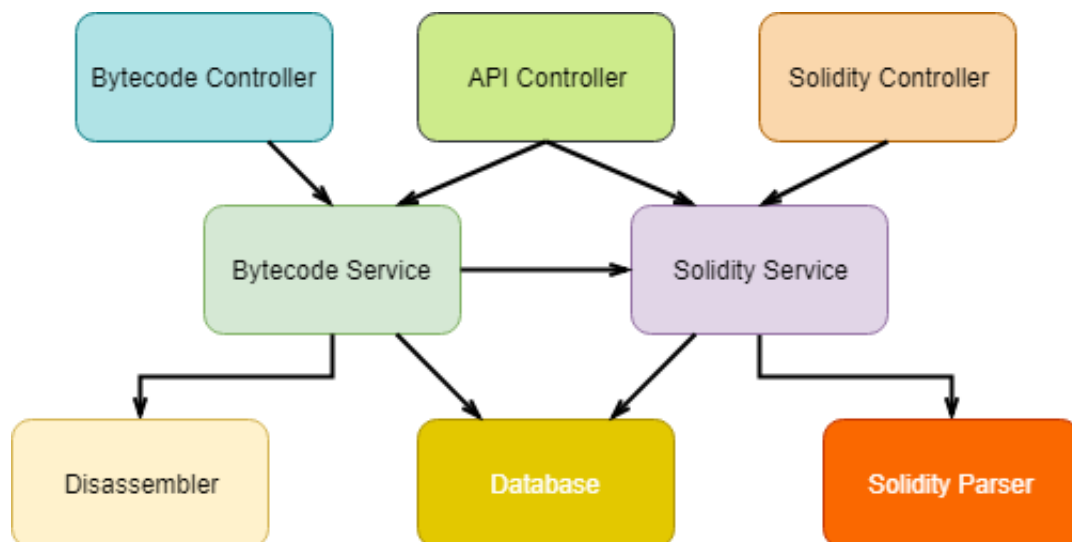 Bytecode Controller
API Controller
Solidity Controller
Bytecode Service
Solidity Service
Disassembler
Database
Solidity Parser